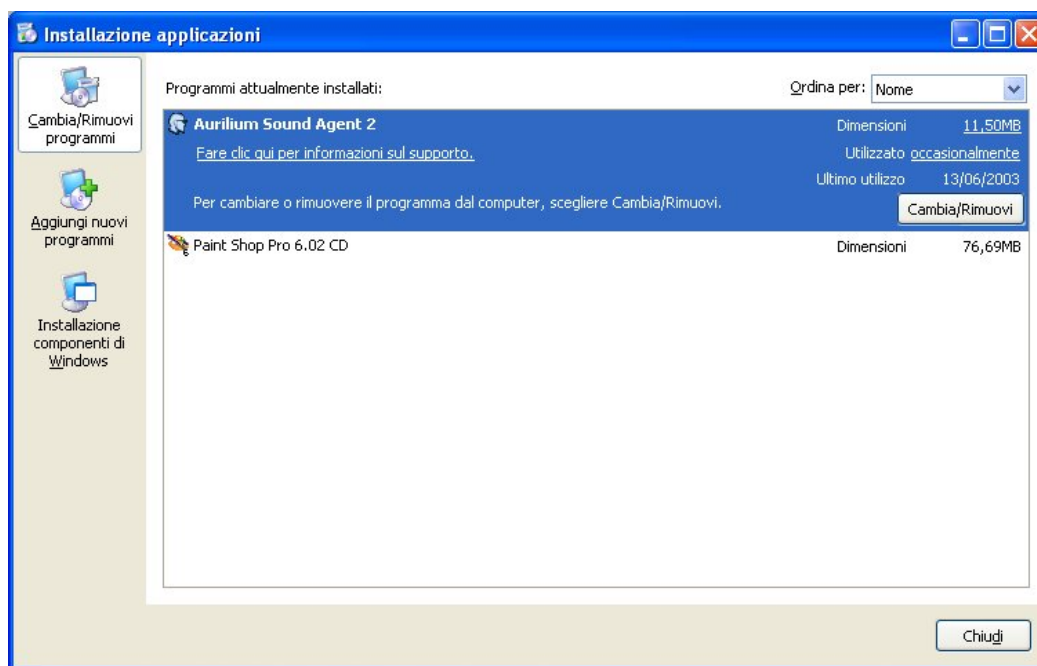 Installazione applicazioni
Cambia/Rimuovi
programmi
Aggiungi nuovi
programmi
Installazione
componenti di
Windows
Programmi attualmente installati:
Ordina per: Nome
Aurilium Sound Agent 2
Dimensioni 11,50MB
Fare clic qui per informazioni sul supporto.
Utilizzato occasionalmente
Ultimo utilizzo 13/06/2003
Per cambiare o rimuovere il programma dal computer, scegliere Cambia/Rimuovi.
Cambia/Rimuovi
Paint Shop Pro 6.02 CD Dimensioni 76,69MB
Chiudi